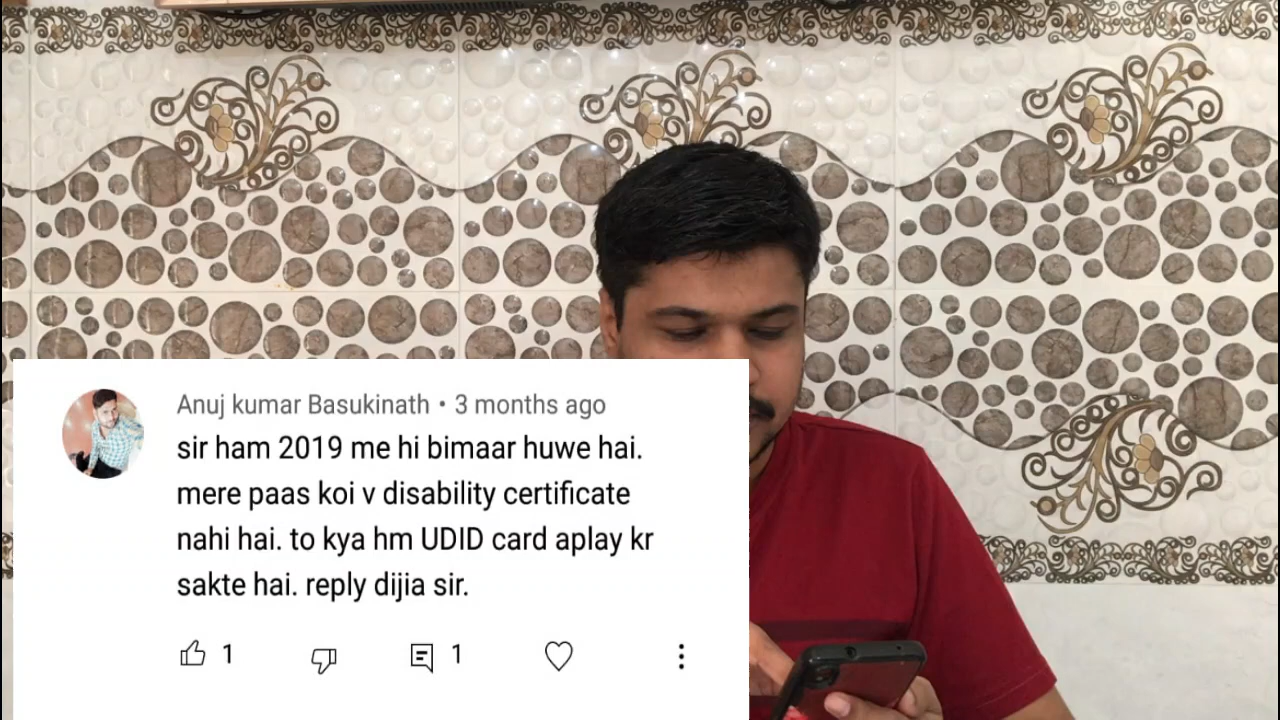 Anuj kumar Basukinath • 3 months ago
sir ham 2019 me hi bimaar huwe hai.
mere paas koi v disability certificate
nahi hai. to kya hm UDID card aplay kr
sakte hai. reply dijia sir.
1 1